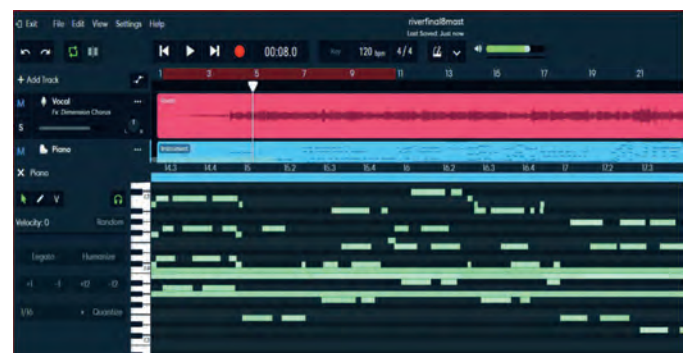 Exit File Edit View Settings Help
riverfinal8mast
Last Saved: Just now
00:08.0 Key 120 bpm 4/4
+ Add Track
1 3 5 7 9 11 13 15 17 19 21
M Vocal
Fx: Dimension Chorus
S
M Piano
Instrument
X Piano
14.3 14.4 15 15.2 15.3 15.4 16 16.2 16.3 16.4 17 17.2 17.3
V
Velocity: 0 Random
Legato Humanize
+1 -1 +12 -12
1/16 Quantize